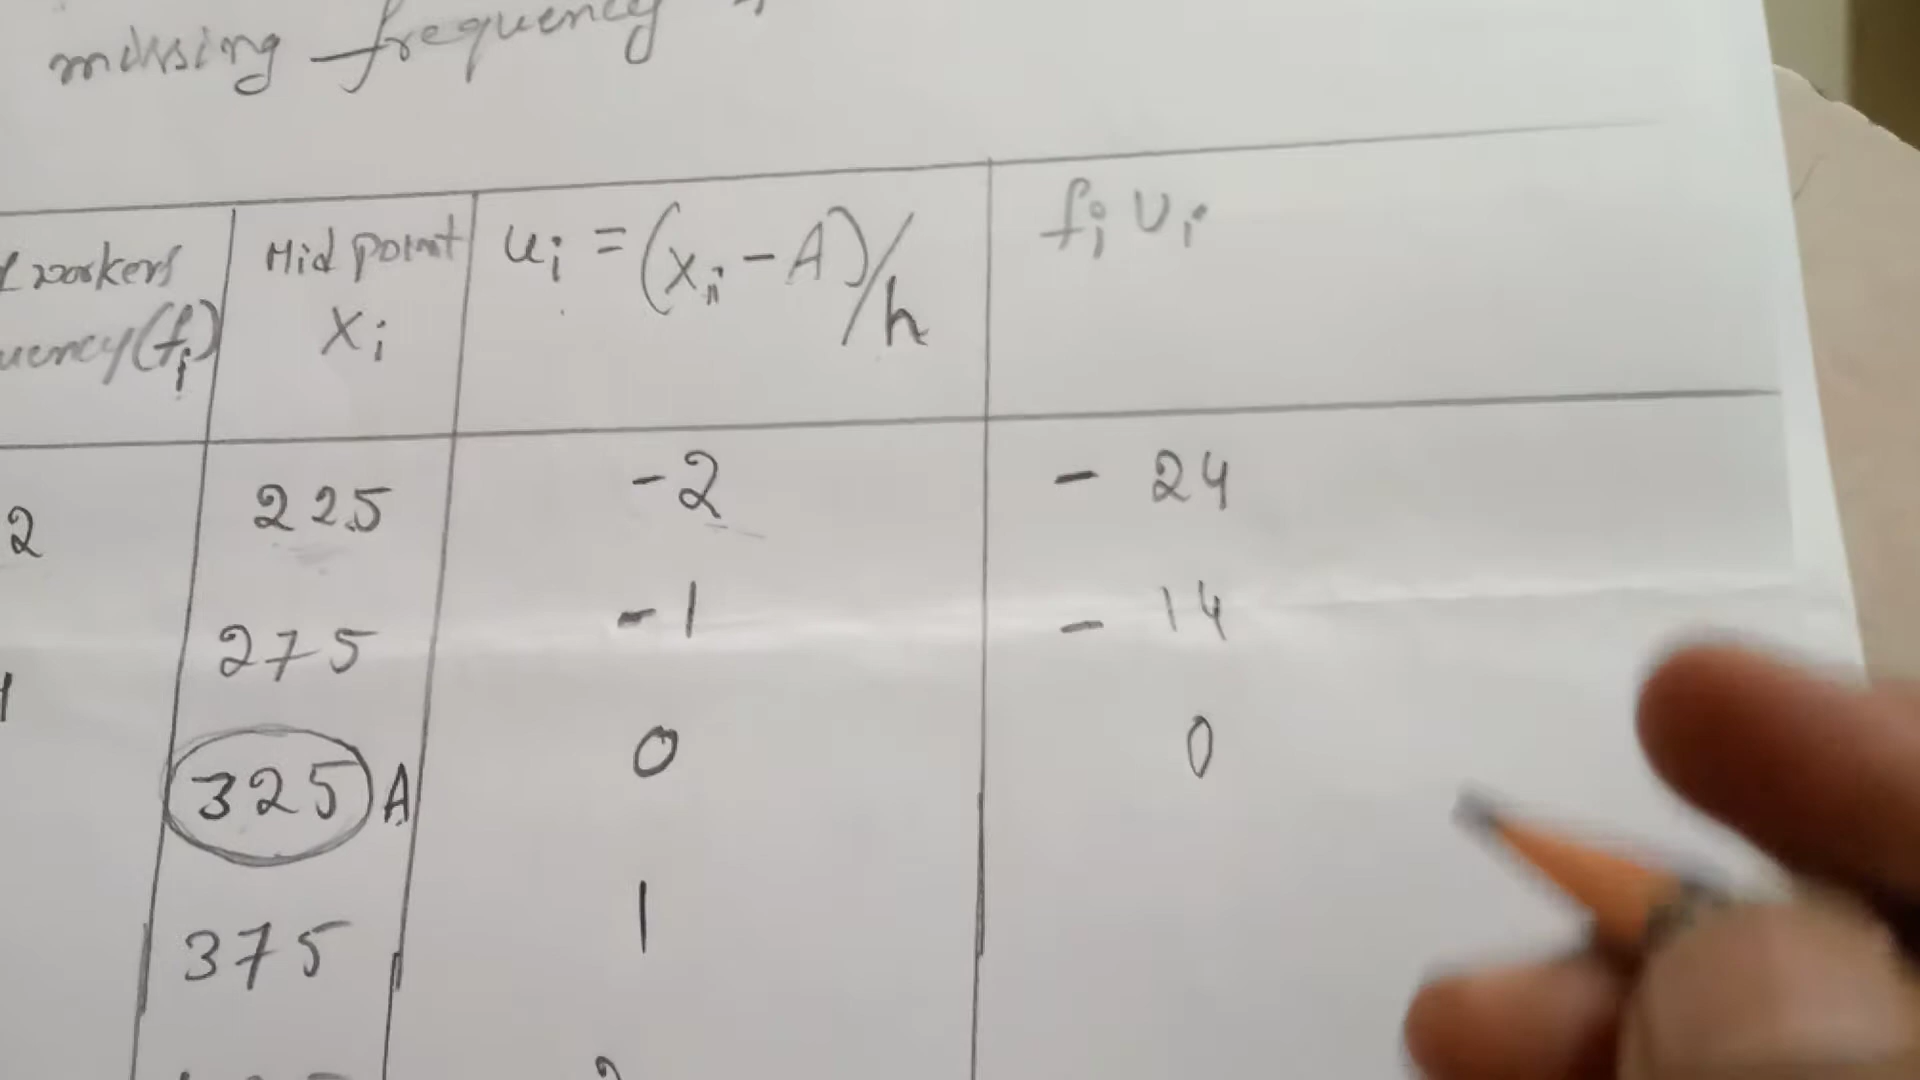 missing frequency
workers Mid point ui = (xi - A)/h fi Ui
(fi) Xi
2 225 -2 - 24
275 -1 - 14
325 A 0 0
375 1
2